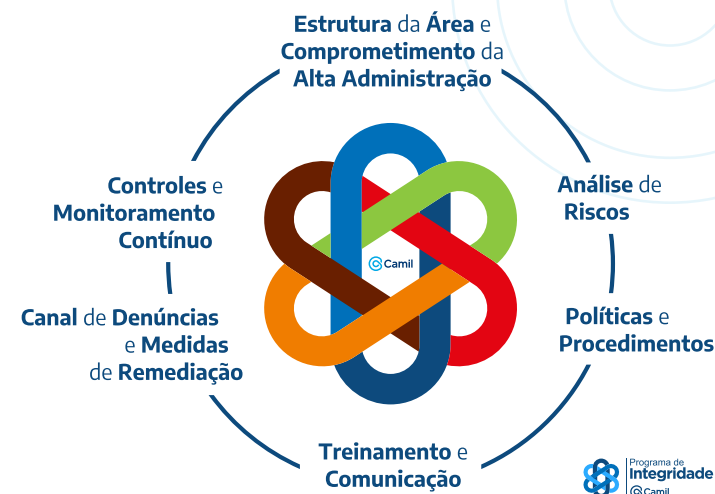 Estrutura da Área e
Comprometimento da
Alta Administração
Análise de
Riscos
Políticas e
Procedimentos
Treinamento e
Comunicação
Canal de Denúncias
e Medidas
de Remediação
Controles e
Monitoramento
Contínuo
Camil
Programa de
Integridade
Camil